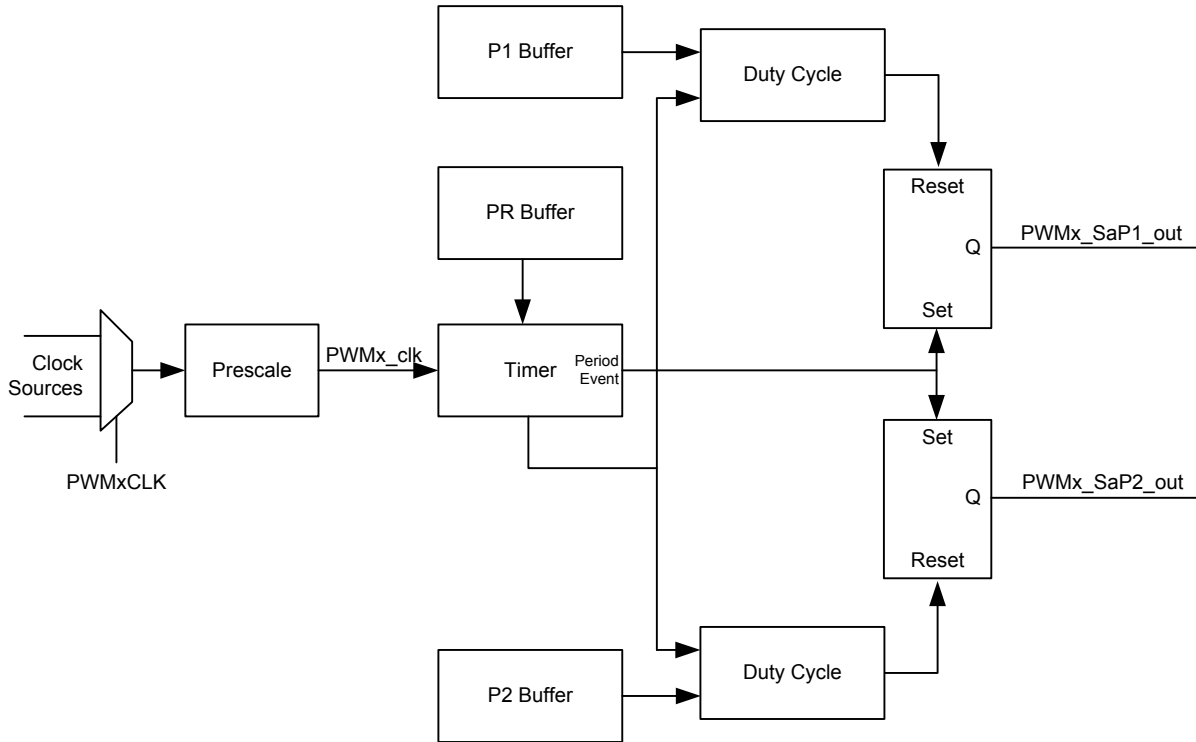 P1 Buffer
Duty Cycle
Reset
PR Buffer
Q
PWMx_SaP1_out
Set
Clock
Sources
Prescale
PWMx_clk
Timer
Period
Event
PWMxCLK
Set
Q
PWMx_SaP2_out
Reset
Duty Cycle
P2 Buffer